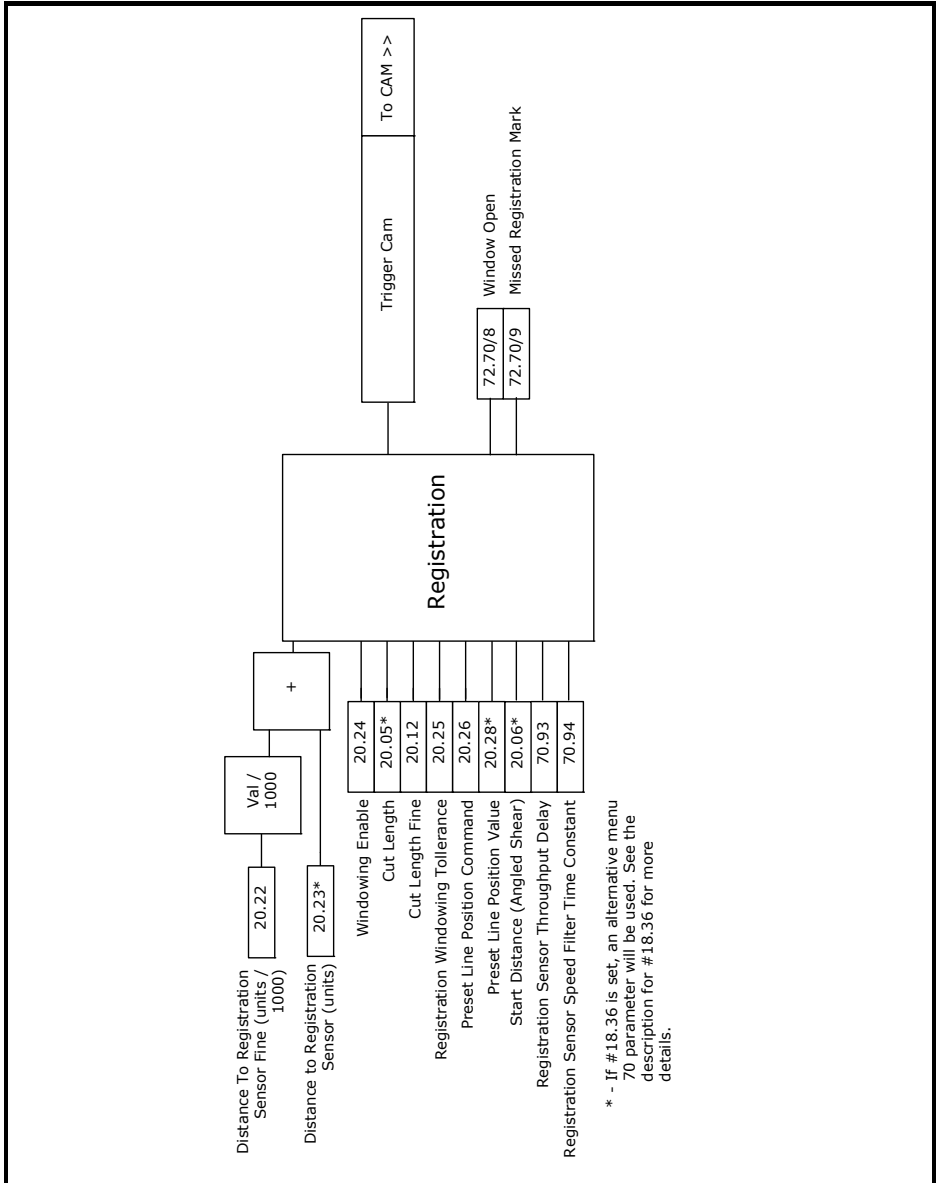 Distance To Registration
Sensor Fine (units /
1000)
20.22
Val /
1000
Distance to Registration
Sensor (units)
20.23*
+
Windowing Enable
20.24
Cut Length
20.05*
Cut Length Fine
20.12
Registration Windowing Tollerance
20.25
Preset Line Position Command
20.26
Preset Line Position Value
20.28*
Start Distance (Angled Shear)
20.06*
Registration Sensor Throughput Delay
70.93
Registration Sensor Speed Filter Time Constant
70.94
Registration
Trigger Cam
To CAM >>
72.70/8
Window Open
72.70/9
Missed Registration Mark
* - If #18.36 is set, an alternative menu
70 parameter will be used. See the
description for #18.36 for more
details.